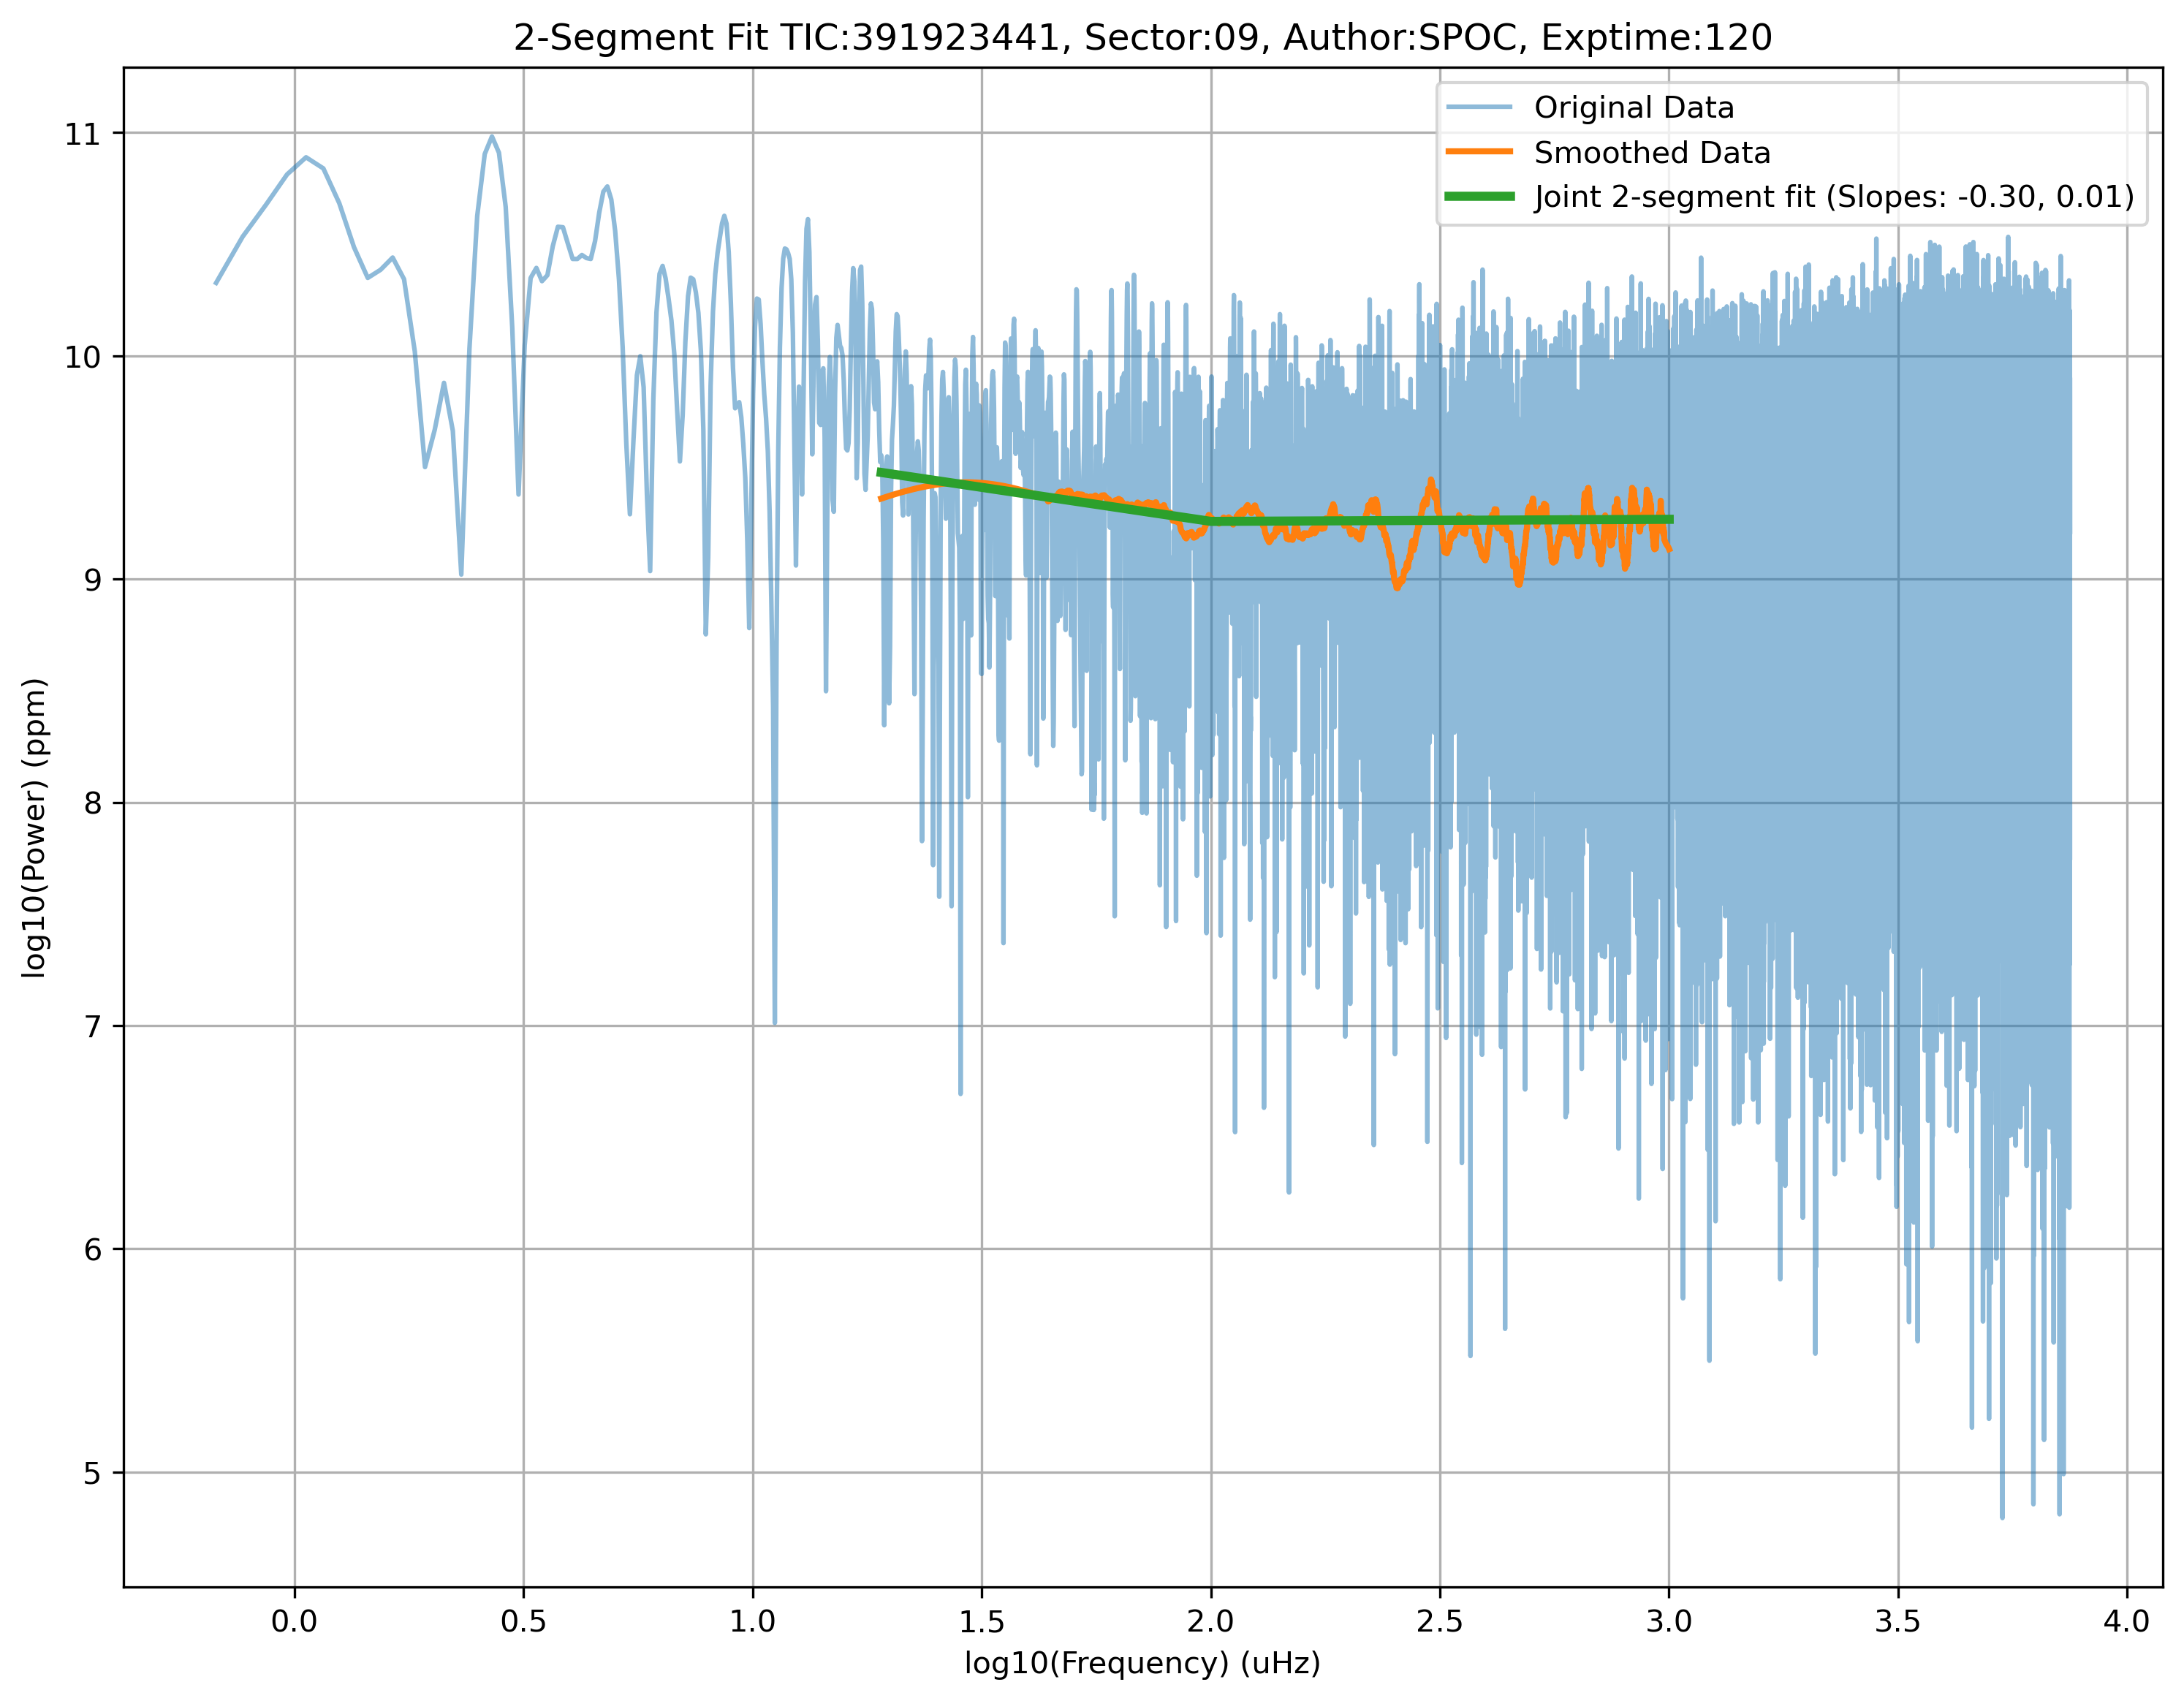 2-Segment Fit TIC:391923441, Sector:09, Author:SPOC, Exptime:120
Original Data
Smoothed Data
Joint 2-segment fit (Slopes: -0.30, 0.01)
log10(Power) (ppm)
11
10
9
8
7
6
5
0.0 0.5 1.0 1.5 2.0 2.5 3.0 3.5 4.0
log10(Frequency) (uHz)